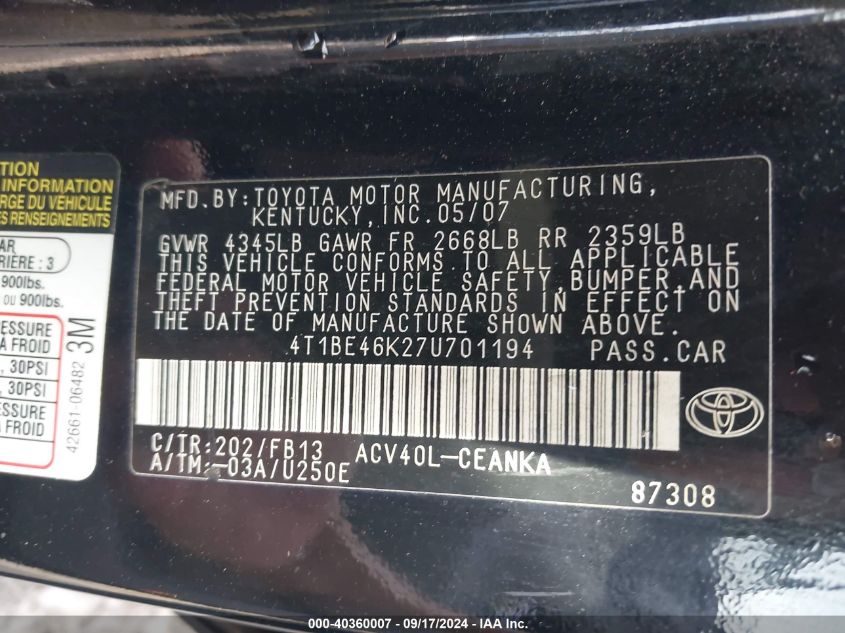 TION
INFORMATION
RGE DU VÉHICULE
ES RENSEIGNEMENTS
AR
RIÈRE : 3
900lbs.
OU 900lbs.
ESSURE
A FROID
, 30PSI
, 30PSI
ESSURE
A FROID
42661-06482 3M
MFD.BY:TOYOTA MOTOR MANUFACTURING,
KENTUCKY,INC.05/07
GVWR 4345LB GAWR FR 2668LB RR 2359LB
THIS VEHICLE CONFORMS TO ALL APPLICABLE
FEDERAL MOTOR VEHICLE SAFETY,BUMPER,AND
THEFT PREVENTION STANDARDS IN EFFECT ON
THE DATE OF MANUFACTURE SHOWN ABOVE.
4T1BE46K27U701194 PASS.CAR
C/TR:202/FB13 ACV40L-CEANKA
A/TM:-03A/U250E
87308
000-40360007 - 09/17/2024 - IAA Inc.